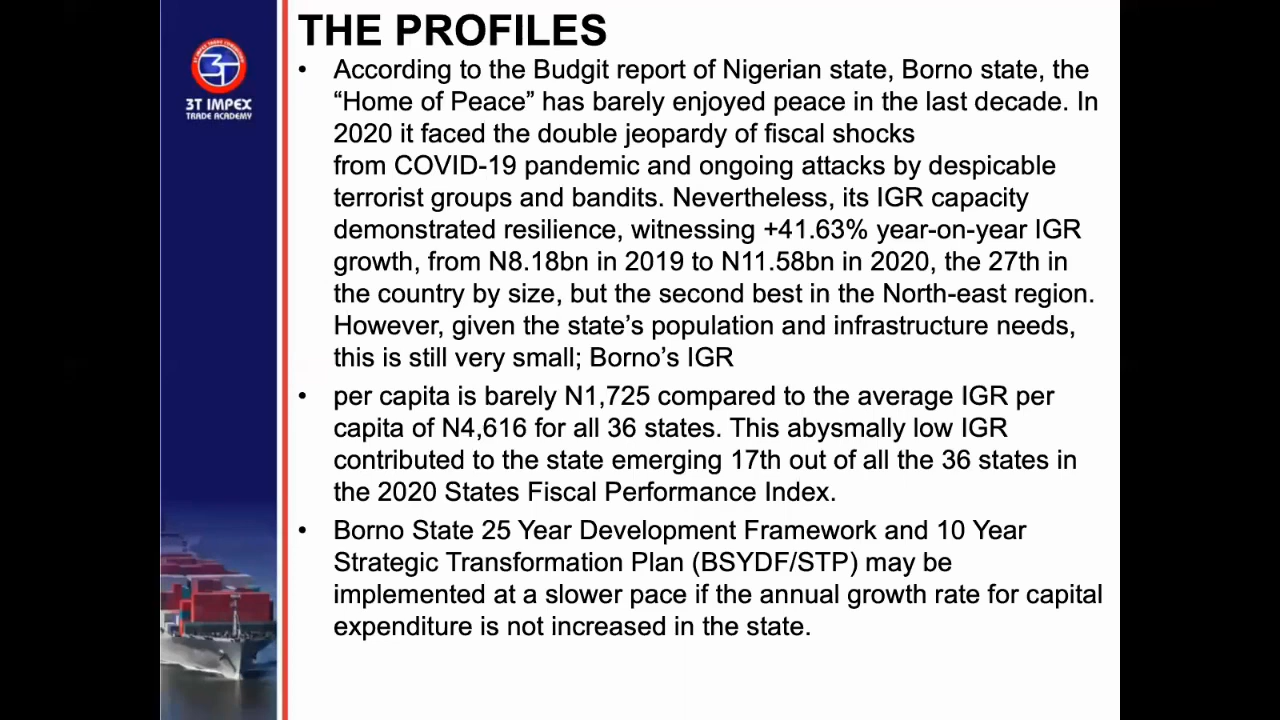 THE PROFILES
• According to the Budgit report of Nigerian state, Borno state, the
“Home of Peace” has barely enjoyed peace in the last decade. In
2020 it faced the double jeopardy of fiscal shocks
from COVID-19 pandemic and ongoing attacks by despicable
terrorist groups and bandits. Nevertheless, its IGR capacity
demonstrated resilience, witnessing +41.63% year-on-year IGR
growth, from N8.18bn in 2019 to N11.58bn in 2020, the 27th in
the country by size, but the second best in the North-east region.
However, given the state’s population and infrastructure needs,
this is still very small; Borno’s IGR
• per capita is barely N1,725 compared to the average IGR per
capita of N4,616 for all 36 states. This abysmally low IGR
contributed to the state emerging 17th out of all the 36 states in
the 2020 States Fiscal Performance Index.
• Borno State 25 Year Development Framework and 10 Year
Strategic Transformation Plan (BSYDF/STP) may be
implemented at a slower pace if the annual growth rate for capital
expenditure is not increased in the state.
3T
3T IMPEX
TRADE ACADEMY